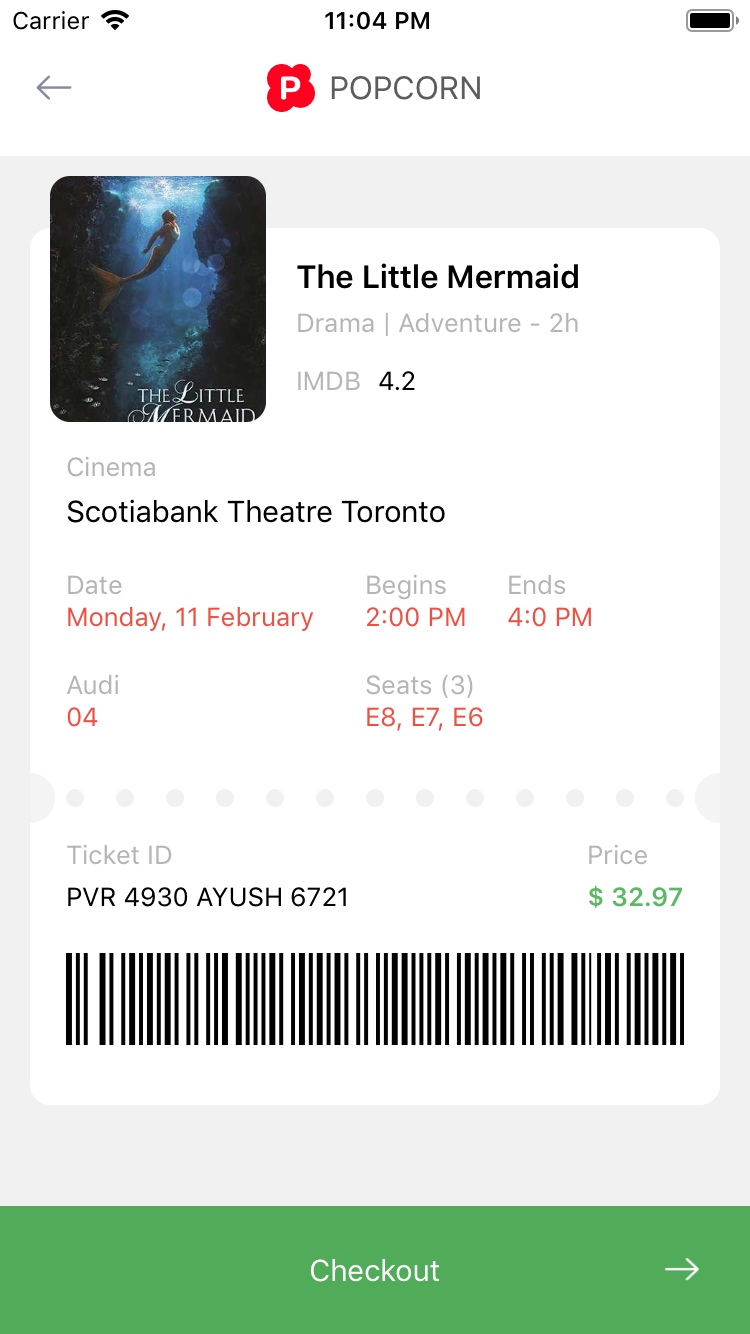 Carrier 11:04 PM
P POPCORN
THE LITTLE
MERMAID
The Little Mermaid
Drama | Adventure - 2h
IMDB 4.2
Cinema
Scotiabank Theatre Toronto
Date Begins Ends
Monday, 11 February 2:00 PM 4:0 PM
Audi Seats (3)
04 E8, E7, E6
Ticket ID Price
PVR 4930 AYUSH 6721 $ 32.97
Checkout